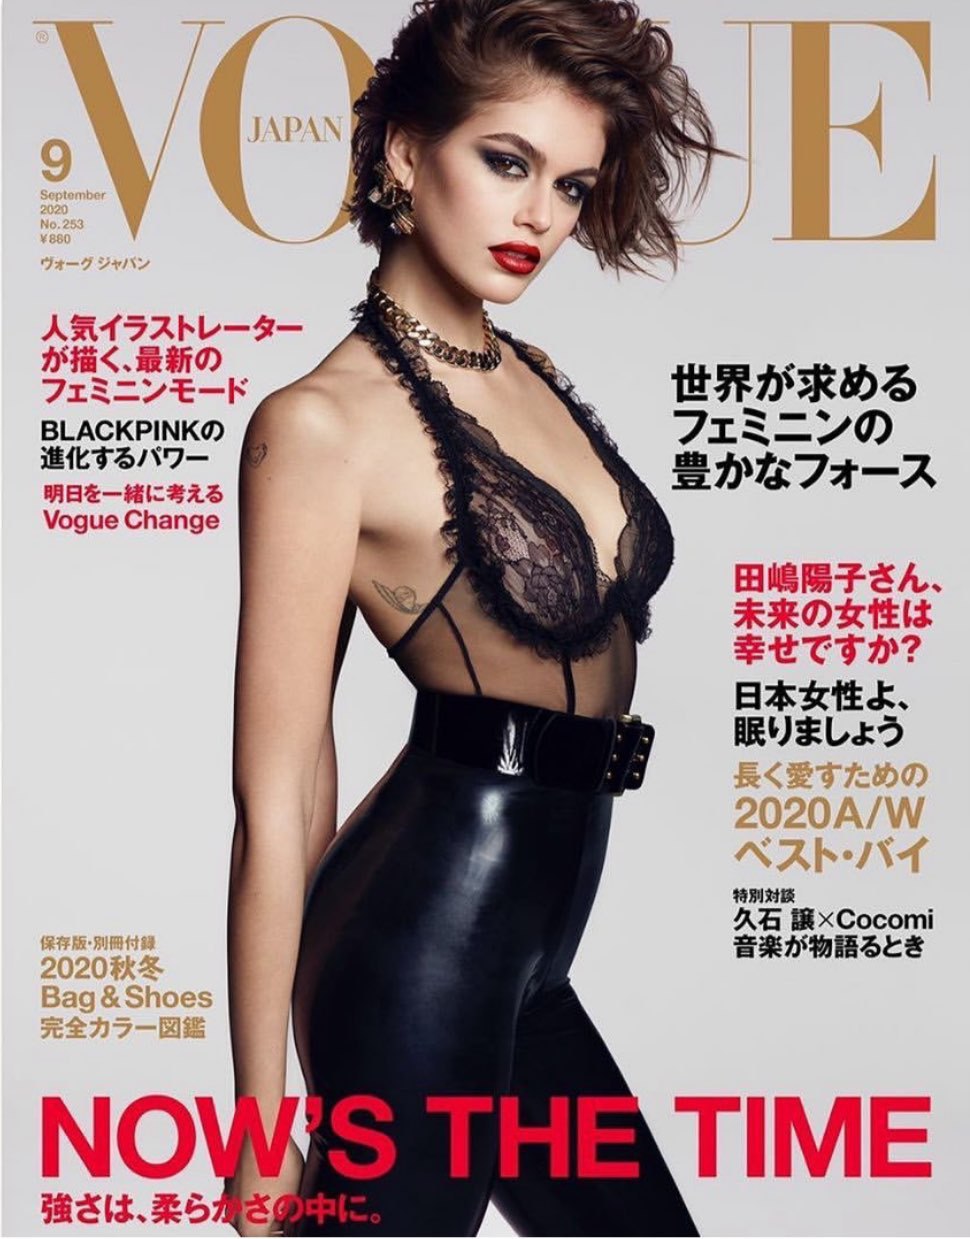 VOGUE
JAPAN
®
9
September
2020
No.253
¥860
ヴォーグ ジャパン
人気イラストレーター
が描く、最新の
フェミニンモード
BLACKPINKの
進化するパワー
明日を一緒に考える
Vogue Change
世界が求める
フェミニンの
豊かなフォース
田嶋陽子さん、
未来の女性は
幸せですか?
日本女性よ、
眠りましょう
長く愛すための
2020A/W
ベスト・バイ
特別対談
久石 譲×Cocomi
音楽が物語るとき
保存版・別冊付録
2020秋冬
Bag & Shoes
完全カラー図鑑
NOW'S THE TIME
強さは、柔らかさの中に。